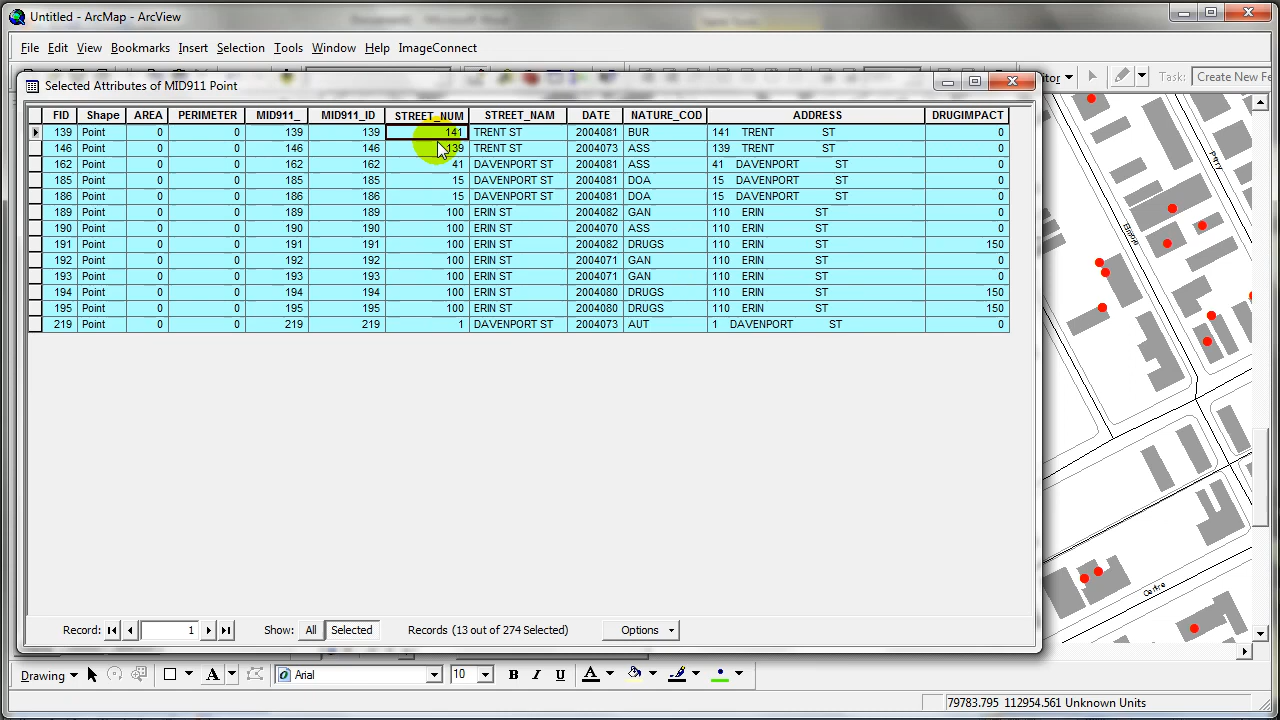 Untitled - ArcMap - ArcView
File Edit View Bookmarks Insert Selection Tools Window Help ImageConnect
Selected Attributes of MID911 Point
itor Task: Create New Fe
FID Shape AREA PERIMETER MID911_ MID911_ID STREET_NUM STREET_NAM DATE NATURE_COD ADDRESS DRUGIMPACT
139 Point 0 0 139 139 141 TRENT ST 2004081 BUR 141 TRENT ST 0
146 Point 0 0 146 146 139 TRENT ST 2004073 ASS 139 TRENT ST 0
162 Point 0 0 162 162 41 DAVENPORT ST 2004081 ASS 41 DAVENPORT ST 0
185 Point 0 0 185 185 15 DAVENPORT ST 2004081 DOA 15 DAVENPORT ST 0
186 Point 0 0 186 186 15 DAVENPORT ST 2004081 DOA 15 DAVENPORT ST 0
189 Point 0 0 189 189 100 ERIN ST 2004082 GAN 110 ERIN ST 0
190 Point 0 0 190 190 100 ERIN ST 2004070 ASS 110 ERIN ST 0
191 Point 0 0 191 191 100 ERIN ST 2004082 DRUGS 110 ERIN ST 150
192 Point 0 0 192 192 100 ERIN ST 2004071 GAN 110 ERIN ST 0
193 Point 0 0 193 193 100 ERIN ST 2004071 GAN 110 ERIN ST 0
194 Point 0 0 194 194 100 ERIN ST 2004080 DRUGS 110 ERIN ST 150
195 Point 0 0 195 195 100 ERIN ST 2004080 DRUGS 110 ERIN ST 150
219 Point 0 0 219 219 1 DAVENPORT ST 2004073 AUT 1 DAVENPORT ST 0
Centre
Record: 1 Show: All Selected Records (13 out of 274 Selected) Options
Drawing A Arial 10 B I U A
79783.795 112954.561 Unknown Units